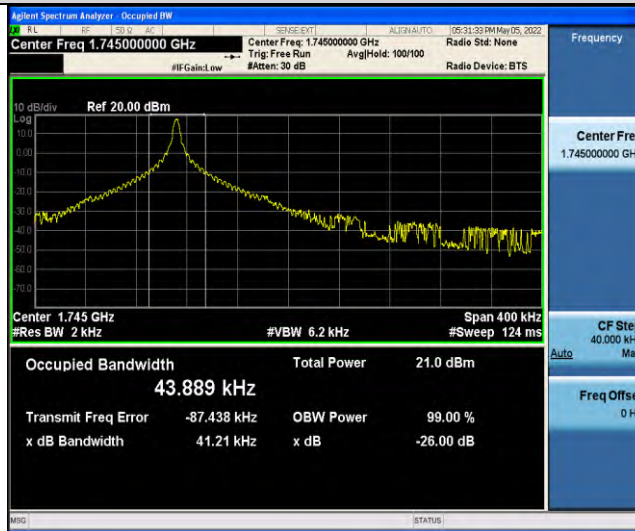 Agilent Spectrum Analyzer - Occupied BW
RL RF 50 Ω AC SENSE:EXT ALIGN AUTO 05:31:33 PM May 05, 2022
Center Freq 1.745000000 GHz
Center Freq: 1.745000000 GHz
Radio Std: None
Trig: Free Run Avg|Hold: 100/100
#IFGain:Low #Atten: 30 dB Radio Device: BTS
10 dB/div Ref 20.00 dBm
Log
10.0
0.00
-10.0
-20.0
-30.0
-40.0
-50.0
-60.0
-70.0
Center 1.745 GHz Span 400 kHz
#Res BW 2 kHz #VBW 6.2 kHz #Sweep 124 ms
Occupied Bandwidth Total Power 21.0 dBm
43.889 kHz
Transmit Freq Error -87.438 kHz OBW Power 99.00 %
x dB Bandwidth 41.21 kHz x dB -26.00 dB
MSG STATUS
Frequency
Center Fre
1.745000000 GH
CF Ste
40.000 kH
Auto Ma
Freq Offse
0 H